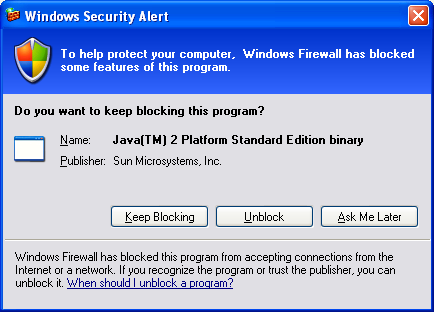 Windows Security Alert
To help protect your computer, Windows Firewall has blocked
some features of this program.
Do you want to keep blocking this program?
Name: Java(TM) 2 Platform Standard Edition binary
Publisher: Sun Microsystems, Inc.
Keep Blocking Unblock Ask Me Later
Windows Firewall has blocked this program from accepting connections from the
Internet or a network. If you recognize the program or trust the publisher, you can
unblock it. When should I unblock a program?